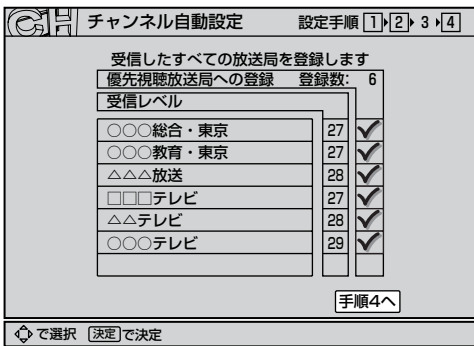 CH チャンネル自動設定 設定手順 1 2 3 4
受信したすべての放送局を登録します
優先視聴放送局への登録 登録数: 6
受信レベル
○○○総合・東京 27 ✓
○○○教育・東京 27 ✓
△△△放送 28 ✓
□□□テレビ 27 ✓
△△テレビ 28 ✓
○○○テレビ 29 ✓
手順4へ
で選択 決定で決定